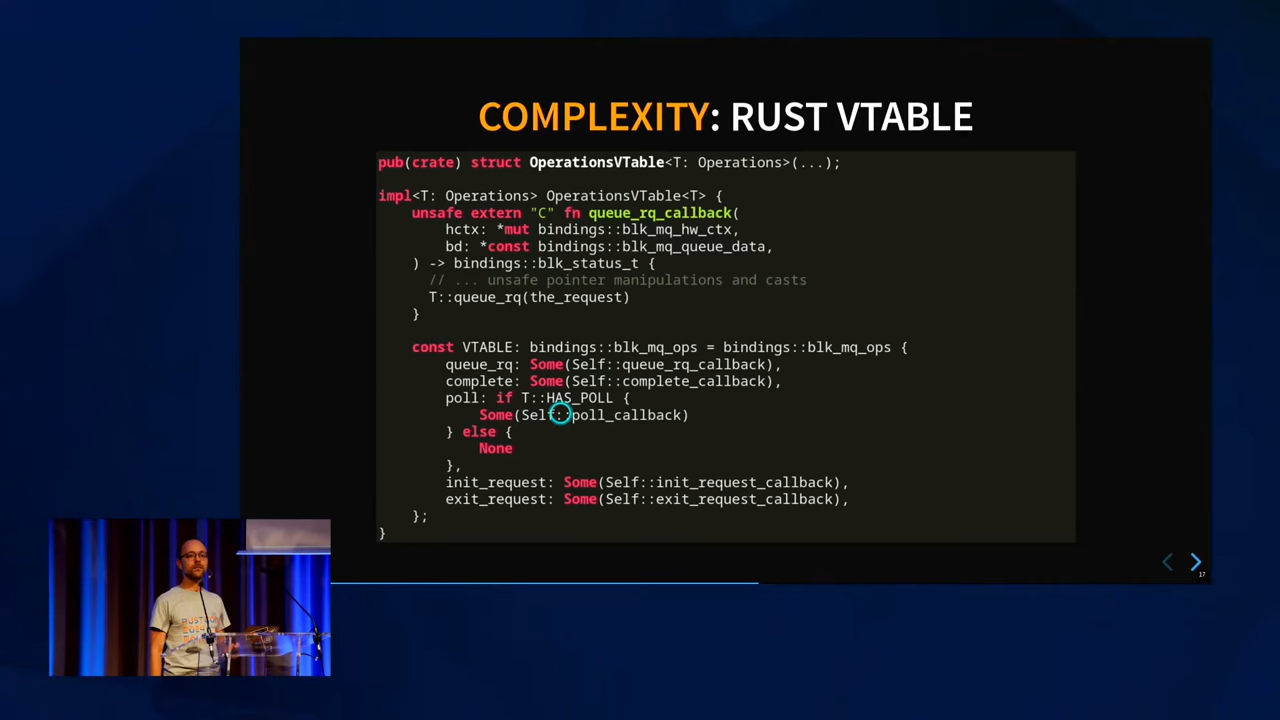 COMPLEXITY: RUST VTABLE
pub(crate) struct OperationsVTable<T: Operations>(...);
impl<T: Operations> OperationsVTable<T> {
    unsafe extern "C" fn queue_rq_callback(
        hctx: *mut bindings::blk_mq_hw_ctx,
        bd: *const bindings::blk_mq_queue_data,
    ) -> bindings::blk_status_t {
      // ... unsafe pointer manipulations and casts
      T::queue_rq(the_request)
    }
    const VTABLE: bindings::blk_mq_ops = bindings::blk_mq_ops {
        queue_rq: Some(Self::queue_rq_callback),
        complete: Some(Self::complete_callback),
        poll: if T::HAS_POLL {
            Some(Self::poll_callback)
        } else {
            None
        },
        init_request: Some(Self::init_request_callback),
        exit_request: Some(Self::exit_request_callback),
    };
}
17